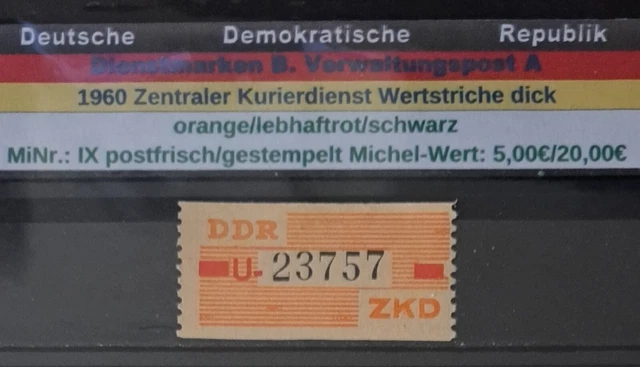 Deutsche Demokratische Republik
Dienstmarken B. Verwaltungspost A
1960 Zentraler Kurierdienst Wertstriche dick
orange/lebhaftrot/schwarz
MiNr.: IX postfrisch/gestempelt Michel-Wert: 5,00€/20,00€
DDR
U-23757
ZKD